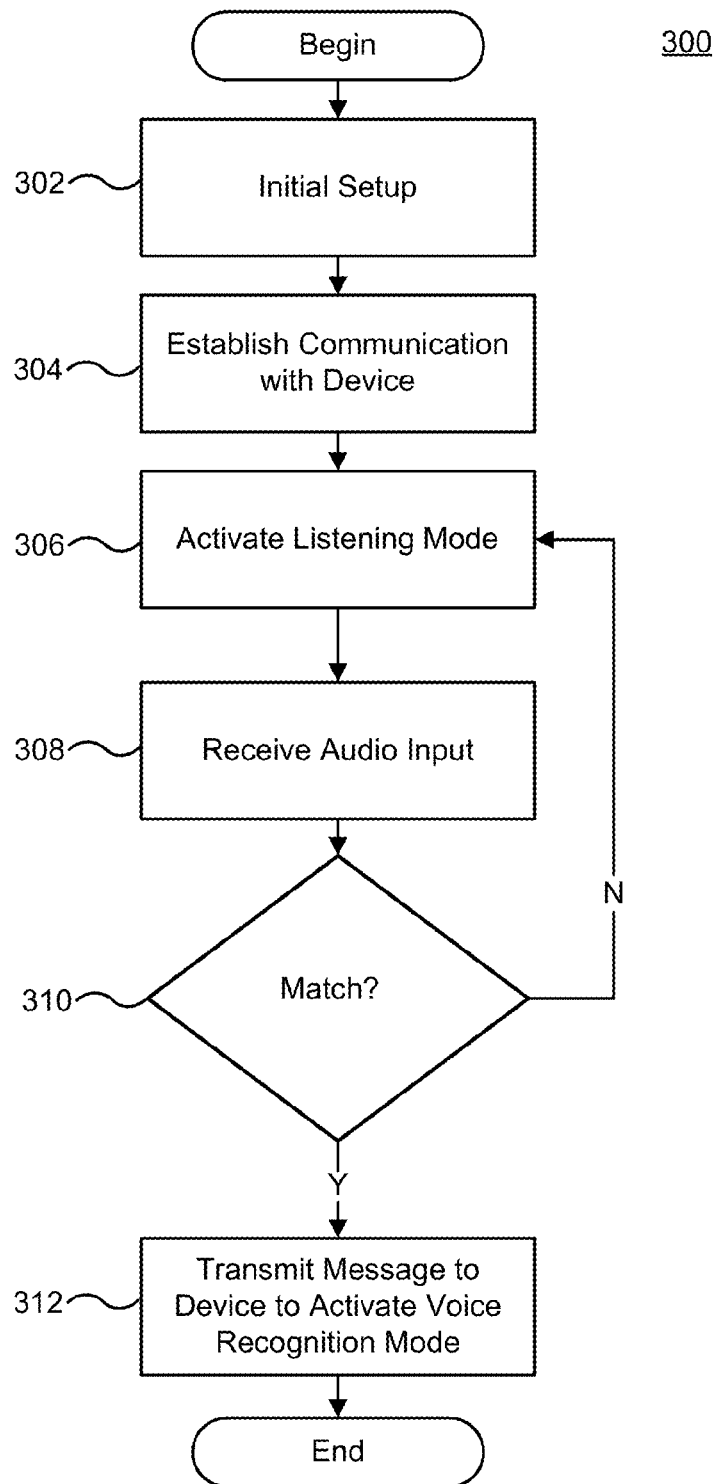 Begin
300
302
Initial Setup
304
Establish Communication
with Device
306
Activate Listening Mode
308
Receive Audio Input
N
310
Match?
Y
312
Transmit Message to
Device to Activate Voice
Recognition Mode
End